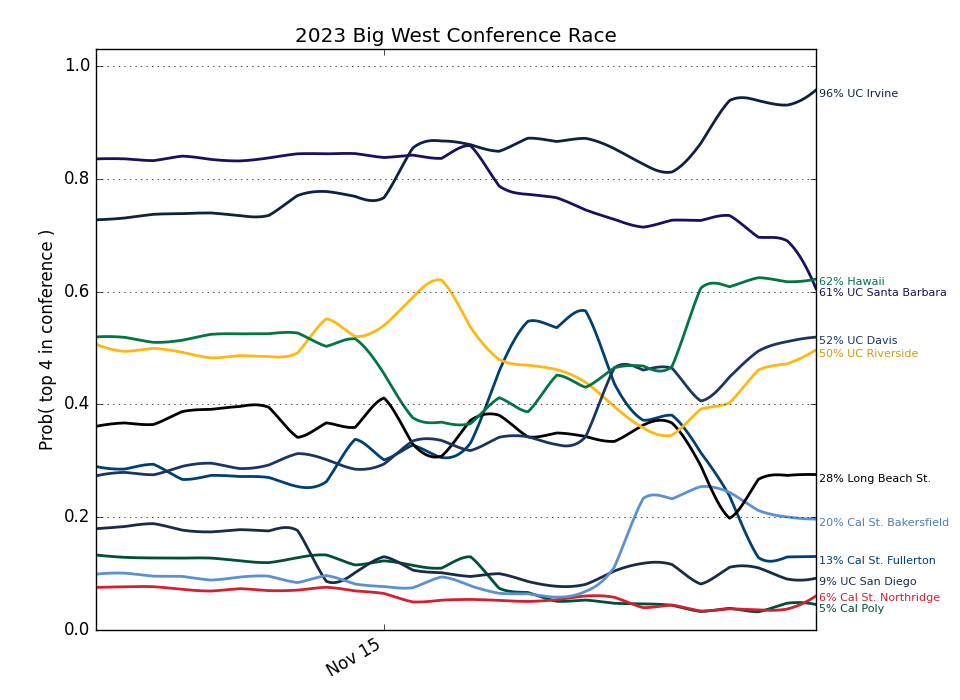 2023 Big West Conference Race
Prob( top 4 in conference )
1.0
0.8
0.6
0.4
0.2
0.0
Nov 15
96% UC Irvine
62% Hawaii
61% UC Santa Barbara
52% UC Davis
50% UC Riverside
28% Long Beach St.
20% Cal St. Bakersfield
13% Cal St. Fullerton
9% UC San Diego
6% Cal St. Northridge
5% Cal Poly